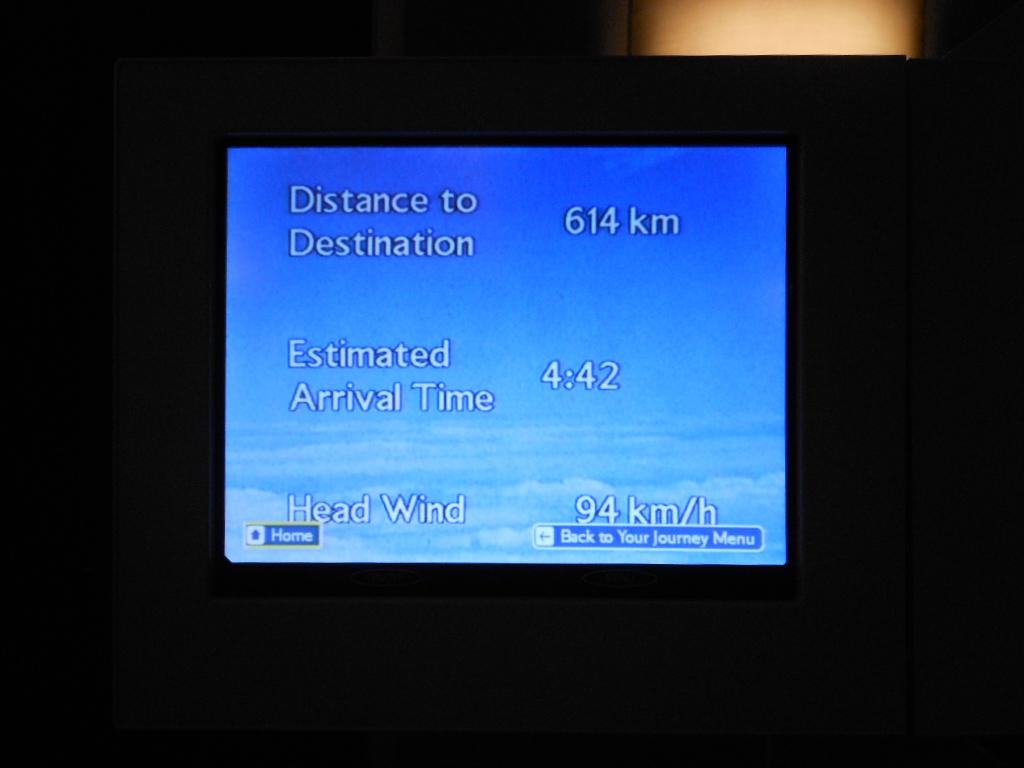 Distance to
Destination
614 km
Estimated
Arrival Time
4:42
Head Wind
94 km/h
Home
Back to Your Journey Menu